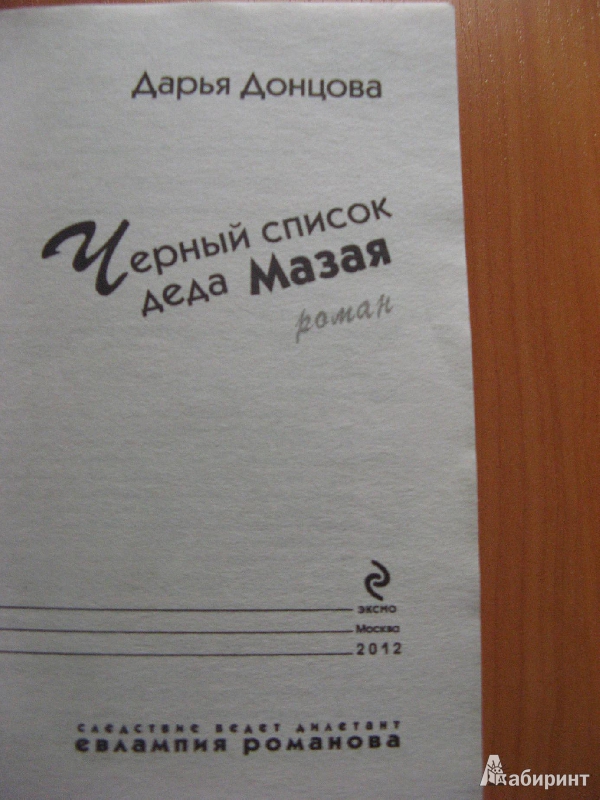 Дарья Донцова
Черный список
деда Мазая
роман
эксмо
Москва
2012
следствие ведет дилетант
ЕВЛАМПИЯ РОМАНОВА
Лабиринт